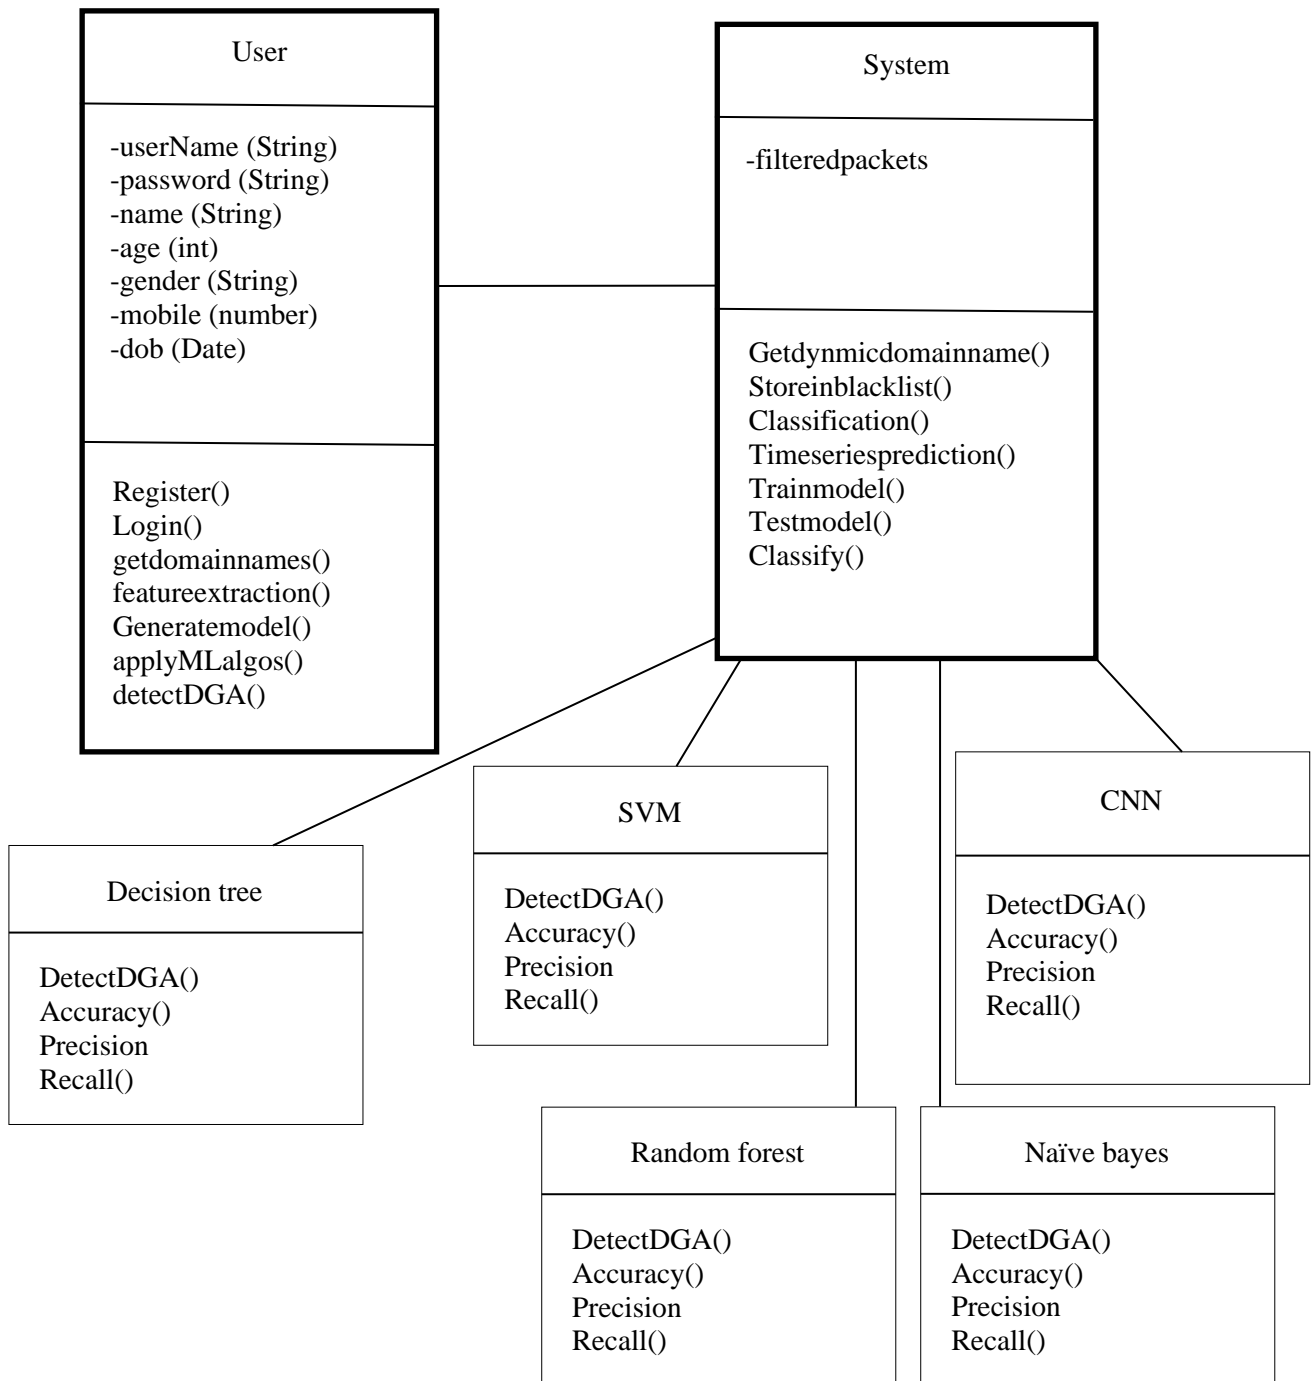 User
-userName (String)
-password (String)
-name (String)
-age (int)
-gender (String)
-mobile (number)
-dob (Date)
Register()
Login()
getdomainnames()
featureextraction()
Generatemodel()
applyMLalgos()
detectDGA()
System
-filteredpackets
Getdynmicdomainname()
Storeinblacklist()
Classification()
Timeseriesprediction()
Trainmodel()
Testmodel()
Classify()
Decision tree
DetectDGA()
Accuracy()
Precision
Recall()
SVM
DetectDGA()
Accuracy()
Precision
Recall()
CNN
DetectDGA()
Accuracy()
Precision
Recall()
Random forest
DetectDGA()
Accuracy()
Precision
Recall()
Naïve bayes
DetectDGA()
Accuracy()
Precision
Recall()